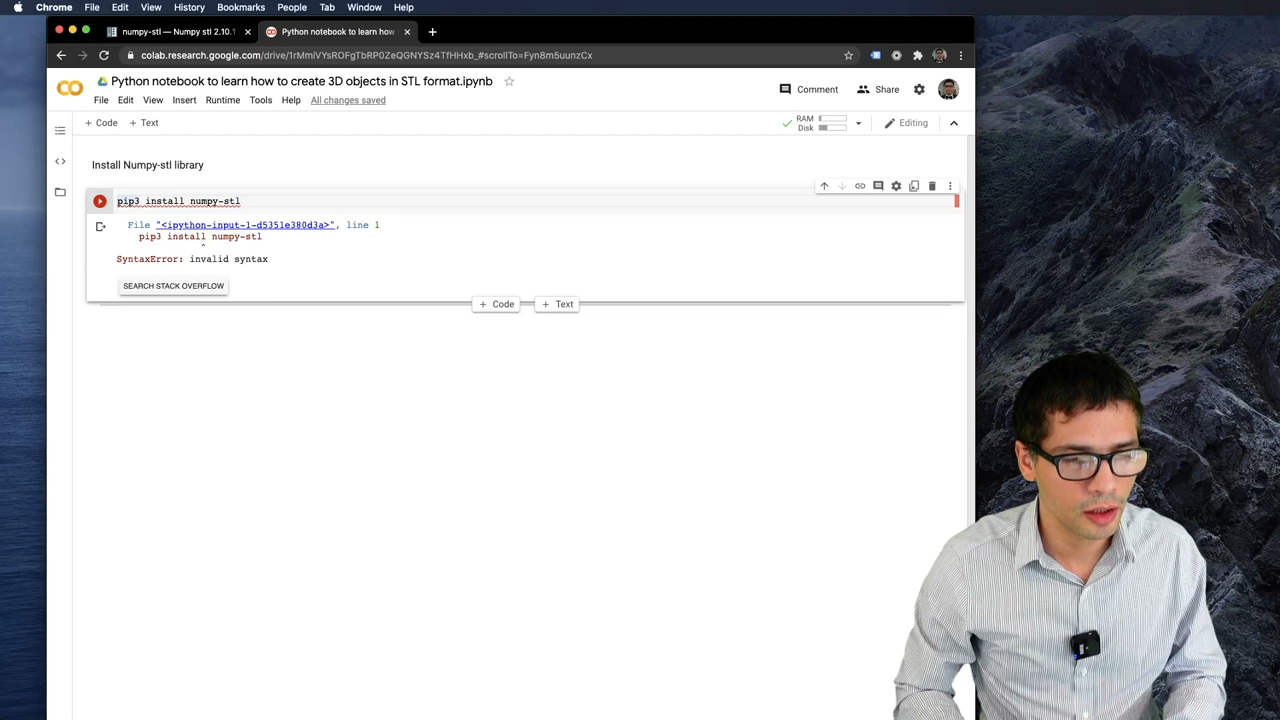 Chrome File Edit View History Bookmarks People Tab Window Help
numpy-stl — Numpy stl 2.10.1
Python notebook to learn how
colab.research.google.com/drive/1rMmiVYsROFgTbRP0ZeQGNYSz4TfHHxb_#scrollTo=Fyn8m5uunzCx
Python notebook to learn how to create 3D objects in STL format.ipynb
File Edit View Insert Runtime Tools Help All changes saved
Comment Share
+ Code + Text
RAM
Disk
Editing
Install Numpy-stl library
pip3 install numpy-stl
File "<ipython-input-1-d5351e380d3a>", line 1
pip3 install numpy-stl
^
SyntaxError: invalid syntax
SEARCH STACK OVERFLOW
+ Code + Text